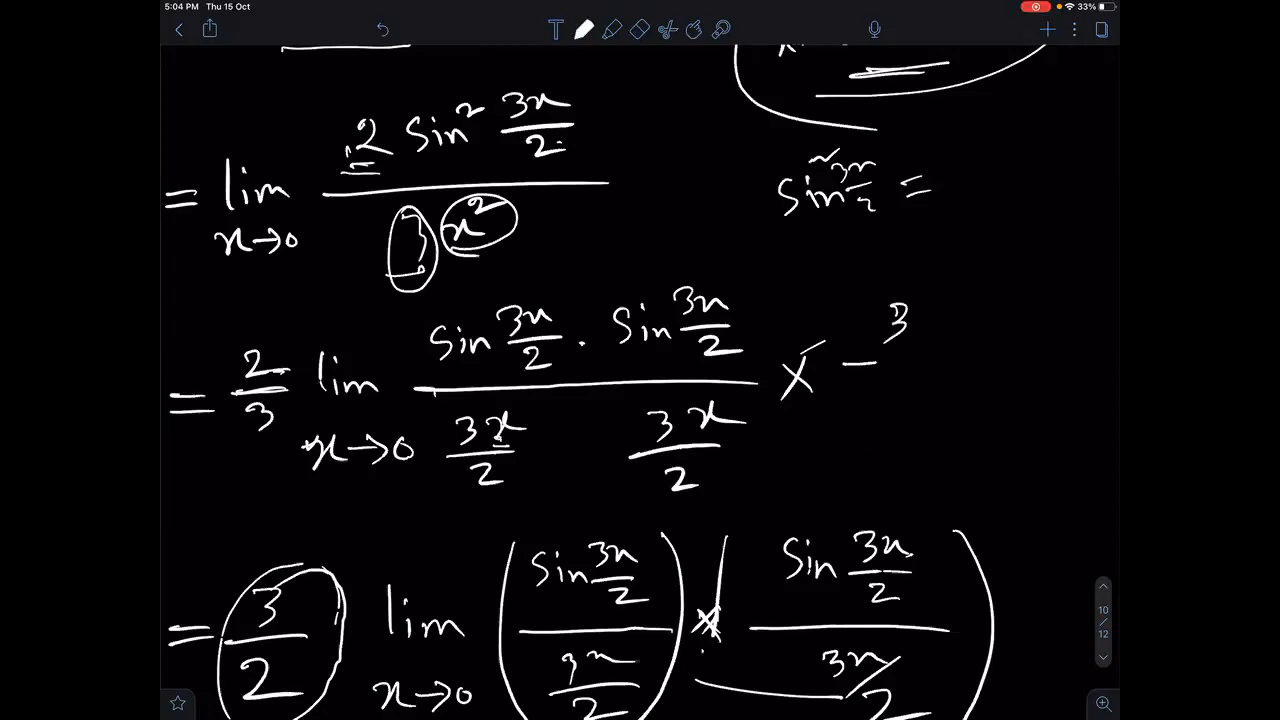 5:04 PM Thu 15 Oct
33%
= lim x→0 2 sin² 3x/2 / 3 x²
sin² 3x/2 =
= 2/3 lim x→0 sin 3x/2 . sin 3x/2 / 3x/2 3x/2 × – 3
= 3/2 lim x→0 ( sin 3x/2 / 3x/2 ) × ( sin 3x/2 / 3x/2 )
10
/
12